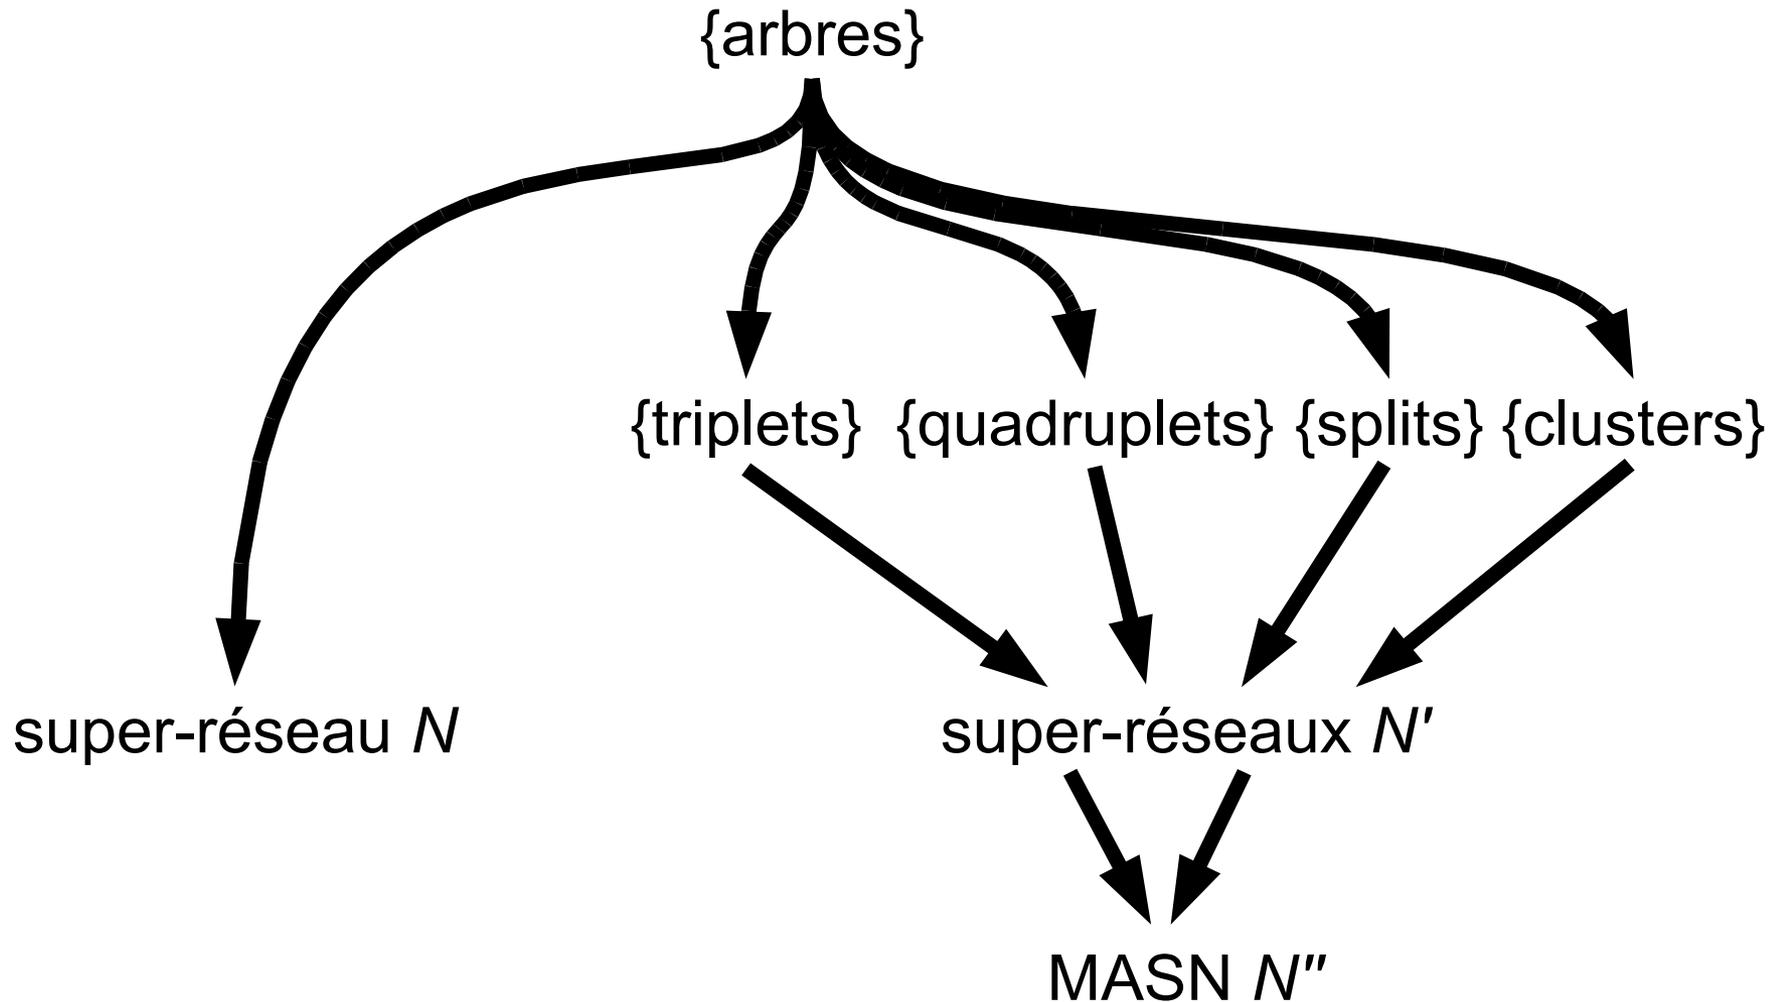 {arbres}
{triplets} {quadruplets} {splits} {clusters}
super-réseau N super-réseaux N′
MASN N″